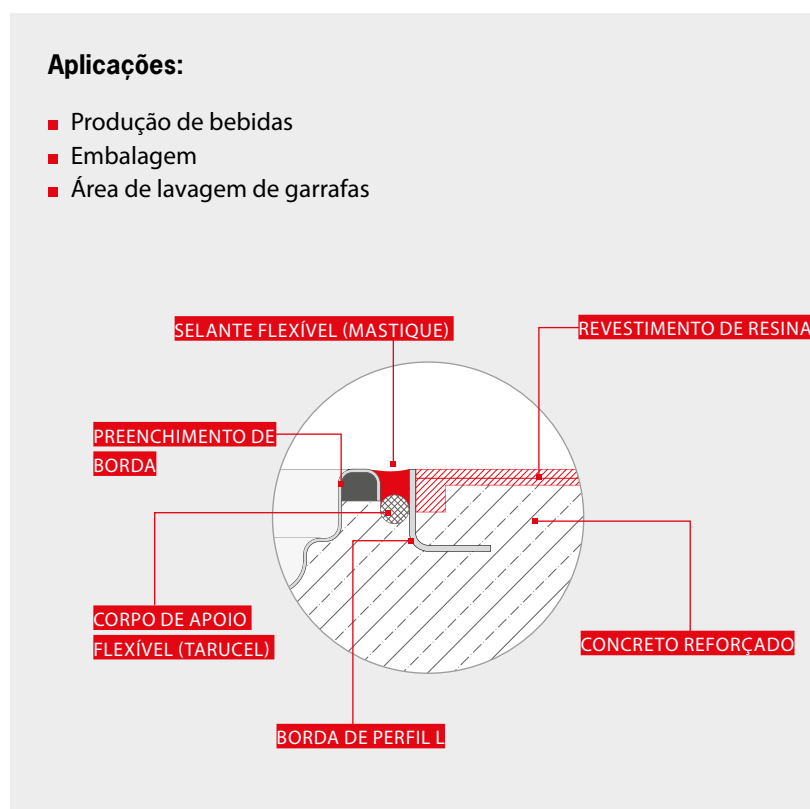 Aplicações:
Produção de bebidas
Embalagem
Área de lavagem de garrafas
SELANTE FLEXÍVEL (MASTIQUE)
REVESTIMENTO DE RESINA
PREENCHIMENTO DE
BORDA
CORPO DE APOIO
FLEXÍVEL (TARUCEL)
CONCRETO REFORÇADO
BORDA DE PERFIL L